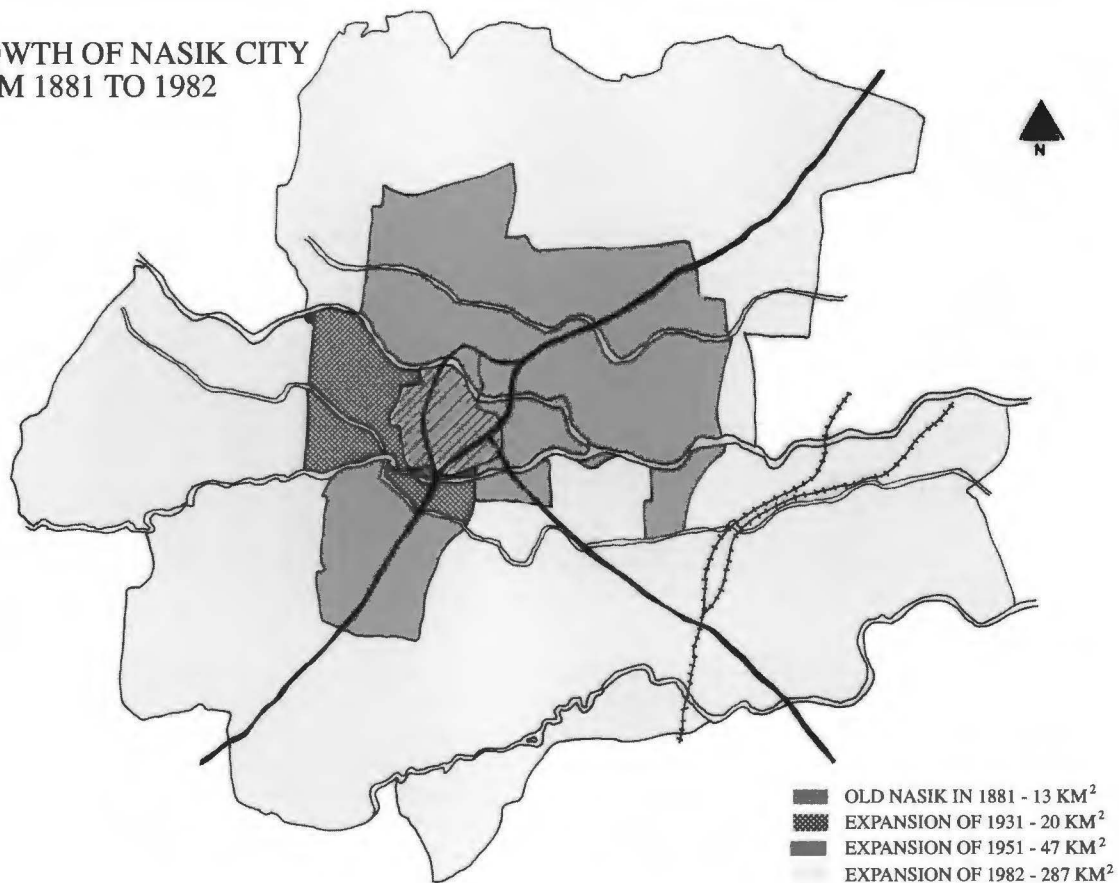 OWTH OF NASIK CITY
M 1881 TO 1982
N
OLD NASIK IN 1881 - 13 KM²
EXPANSION OF 1931 - 20 KM²
EXPANSION OF 1951 - 47 KM²
EXPANSION OF 1982 - 287 KM²